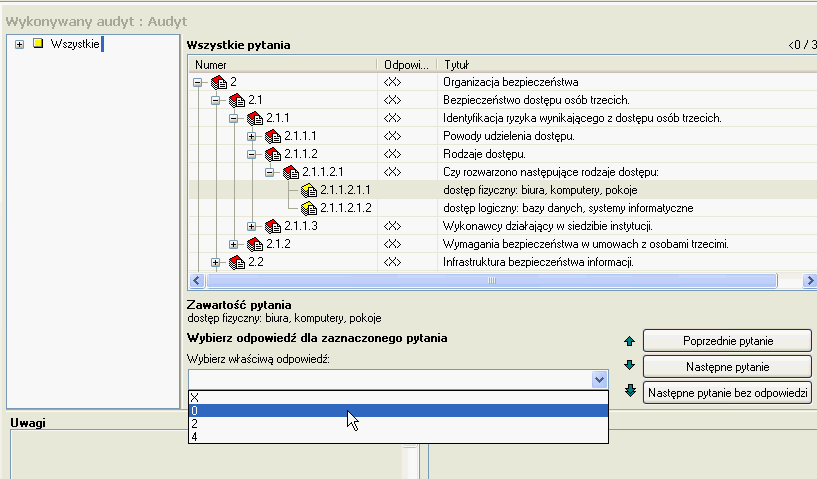 Wykonywany audyt : Audyt
Wszystkie
Wszystkie pytania <0 / 3
Numer Odpowi... Tytuł
2 <X> Organizacja bezpieczeństwa
2.1 <X> Bezpieczeństwo dostępu osób trzecich.
2.1.1 <X> Identyfikacja ryzyka wynikającego z dostępu osób trzecich.
2.1.1.1 <X> Powody udzielenia dostępu.
2.1.1.2 <X> Rodzaje dostępu.
2.1.1.2.1 <X> Czy rozwarzono następujące rodzaje dostępu:
2.1.1.2.1.1 dostęp fizyczny: biura, komputery, pokoje
2.1.1.2.1.2 dostęp logiczny: bazy danych, systemy informatyczne
2.1.1.3 <X> Wykonawcy działający w siedzibie instytucji.
2.1.2 <X> Wymagania bezpieczeństwa w umowach z osobami trzecimi.
2.2 <X> Infrastruktura bezpieczeństwa informacji.
Zawartość pytania
dostęp fizyczny: biura, komputery, pokoje
Wybierz odpowiedź dla zaznaczonego pytania
Wybierz właściwą odpowiedź:
X
0
2
4
Poprzednie pytanie
Następne pytanie
Następne pytanie bez odpowiedzi
Uwagi